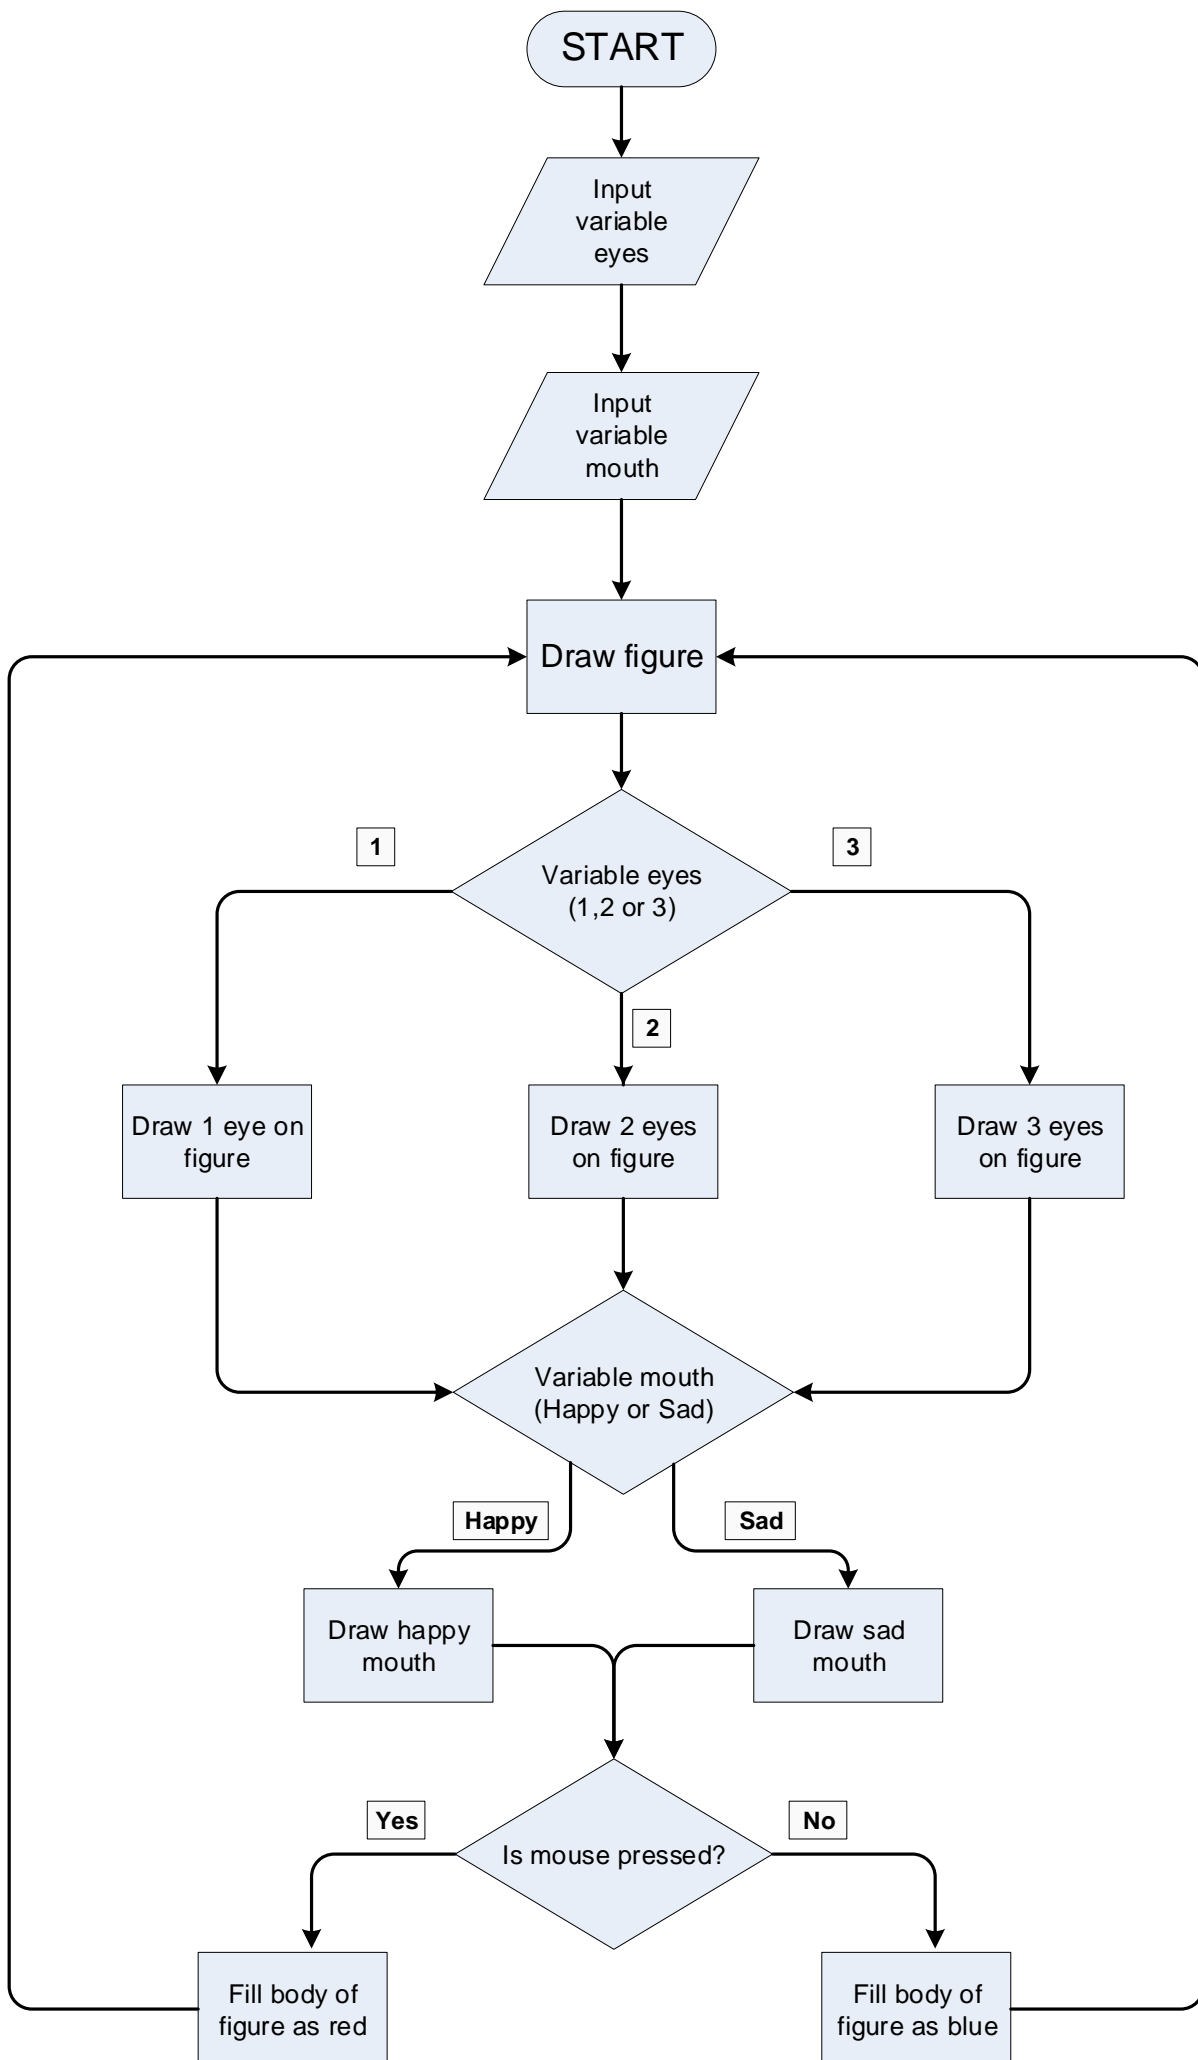 START
Input
variable
eyes
Input
variable
mouth
Draw figure
1
3
Variable eyes
(1,2 or 3)
2
Draw 1 eye on
figure
Draw 2 eyes
on figure
Draw 3 eyes
on figure
Variable mouth
(Happy or Sad)
Happy
Sad
Draw happy
mouth
Draw sad
mouth
Yes
No
Is mouse pressed?
Fill body of
figure as red
Fill body of
figure as blue